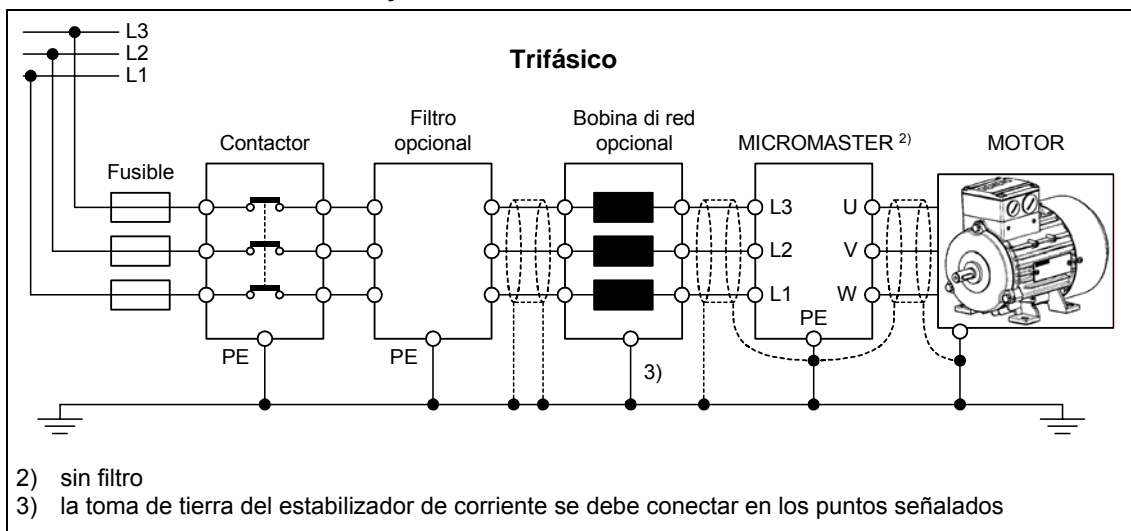 L3
L2
L1
Trifásico
Fusible
Contactor
Filtro
opcional
Bobina di red
opcional
MICROMASTER 2)
MOTOR
L3
U
L2
V
L1
W
PE
PE
PE
3)
2) sin filtro
3) la toma de tierra del estabilizador de corriente se debe conectar en los puntos señalados